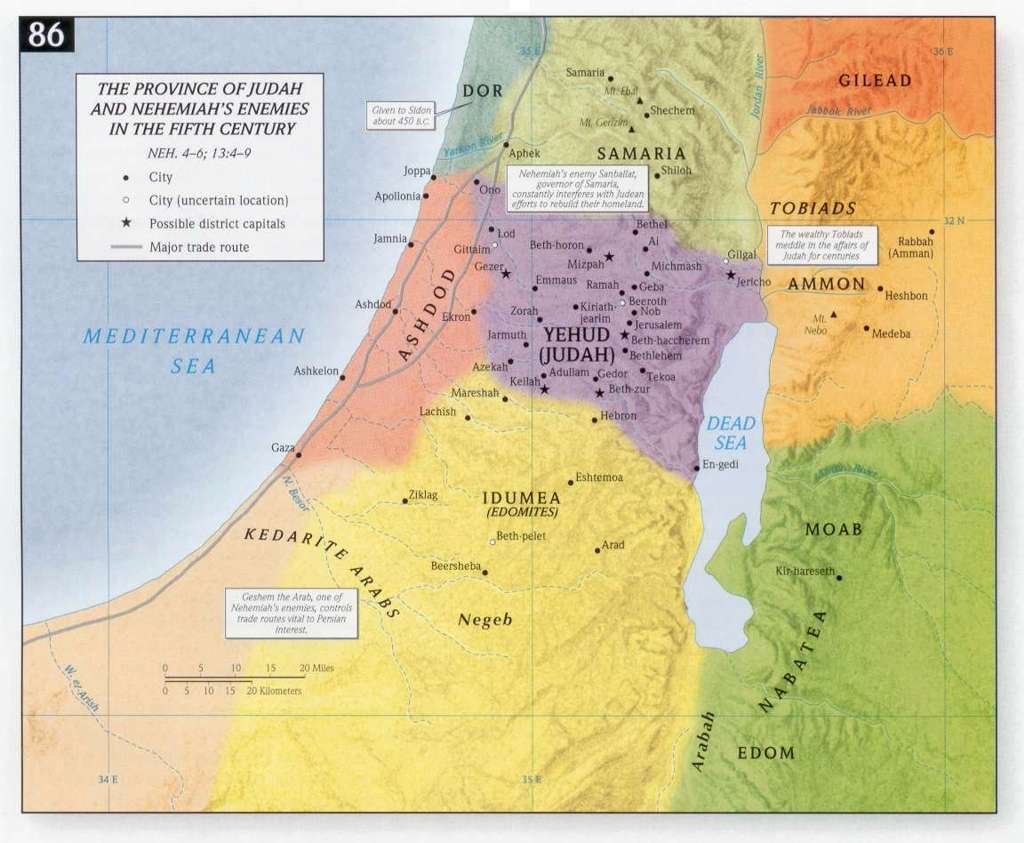 86
THE PROVINCE OF JUDAH
AND NEHEMIAH'S ENEMIES
IN THE FIFTH CENTURY
NEH. 4–6; 13:4–9
City
City (uncertain location)
Possible district capitals
Major trade route
35 E
36 E
DOR
Given to Sidon
about 450 B.C.
Yarkon River
Samaria
Mt. Ebal
Shechem
Mt. Gerizim
SAMARIA
Shiloh
Jordan River
GILEAD
Jabbok River
Aphek
Nehemiah's enemy Sanballat,
governor of Samaria,
constantly interferes with Judean
efforts to rebuild their homeland.
Joppa
Ono
Apollonia
TOBIADS
32 N
The wealthy Tobiads
meddle in the affairs of
Judah for centuries
Rabbah
(Amman)
Jamnia
Lod
Gittaim
Gezer
Beth-horon
Mizpah
Bethel
Ai
Michmash
Gilgal
Jericho
AMMON
Heshbon
Emmaus
Ramah
Geba
Beeroth
Nob
Kiriath-
jearim
Jerusalem
Mt.
Nebo
Medeba
Ashdod
ASHDOD
Ekron
Zorah
YEHUD
(JUDAH)
Beth-haccherem
Bethlehem
Jarmuth
Azekah
Adullam
Gedor
Tekoa
Keilah
Beth-zur
MEDITERRANEAN
SEA
Ashkelon
Mareshah
Lachish
Hebron
DEAD
SEA
Gaza
En-gedi
N. Besor
Ziklag
Eshtemoa
IDUMEA
(EDOMITES)
Arnon River
MOAB
KEDARITE ARABS
Beth-pelet
Arad
Beersheba
Kir-hareseth
Geshem the Arab, one of
Nehemiah's enemies, controls
trade routes vital to Persian
interest.
Negeb
NABATEA
W. el-Arish
0 5 10 15 20 Miles
0 5 10 15 20 Kilometers
Arabah
EDOM
34 E
35 E